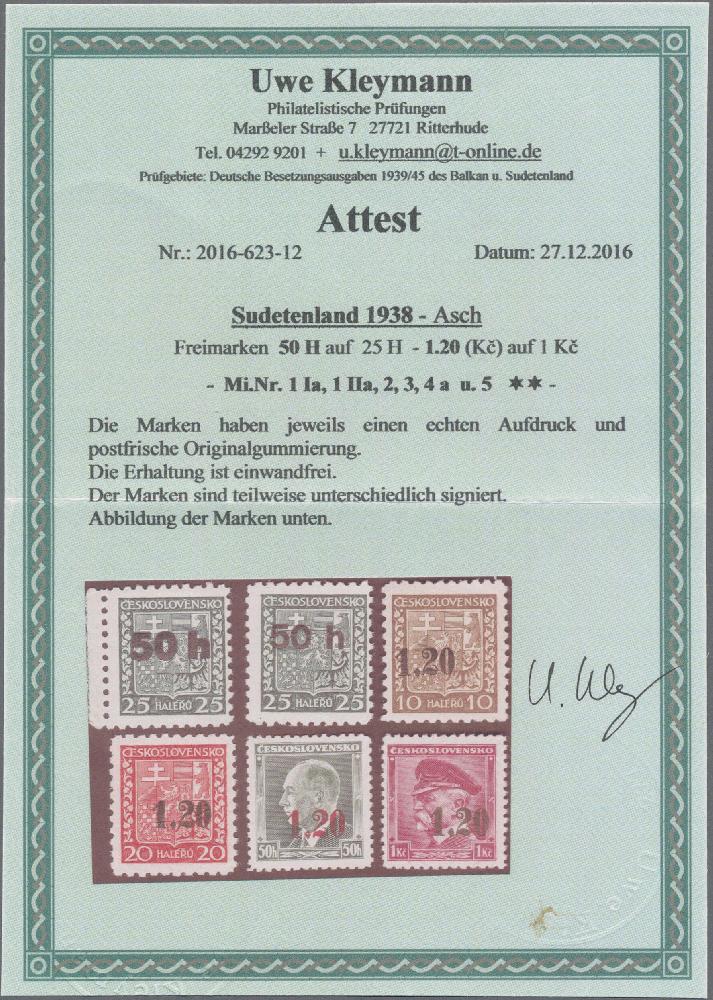 Uwe Kleymann
Philatelistische Prüfungen
Marßeler Straße 7 27721 Ritterhude
Tel. 04292 9201 + u.kleymann@t-online.de
Prüfgebiete: Deutsche Besetzungsausgaben 1939/45 des Balkan u. Sudetenland
Attest
Nr.: 2016-623-12 Datum: 27.12.2016
Sudetenland 1938 - Asch
Freimarken 50 H auf 25 H - 1.20 (Kč) auf 1 Kč
- Mi.Nr. 1 Ia, 1 IIa, 2, 3, 4 a u. 5 ✶✶ -
Die Marken haben jeweils einen echten Aufdruck und
postfrische Originalgummierung.
Die Erhaltung ist einwandfrei.
Der Marken sind teilweise unterschiedlich signiert.
Abbildung der Marken unten.
ČESKOSLOVENSKO ČESKOSLOVENSKO ČESKOSLOVENSKO
50 h 50 h 1.20
25 HALÉŘŮ 25 25 HALÉŘŮ 25 10 HALÉŘŮ 10
U. Kley
ČESKOSLOVENSKO ČESKOSLOVENSKO ČESKOSLOVENSKO
1.20 1.20 1.20
20 HALÉŘŮ 20 50h 50h 1Kč 1Kč